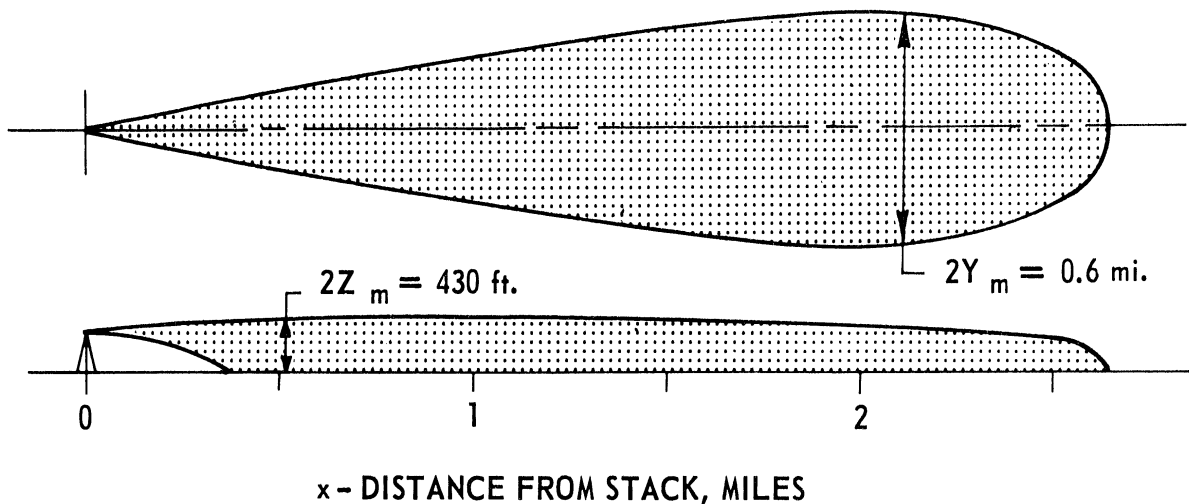 2Y m = 0.6 mi.
2Z m = 430 ft.
0 1 2
x - DISTANCE FROM STACK, MILES